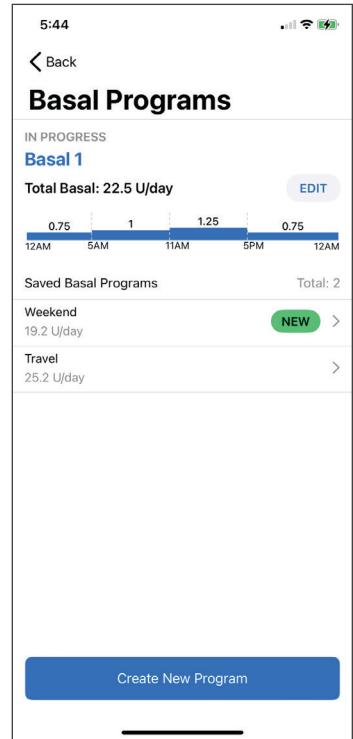 5:44
Back
Basal Programs
IN PROGRESS
Basal 1
Total Basal: 22.5 U/day EDIT
0.75 1 1.25 0.75
12AM 5AM 11AM 5PM 12AM
Saved Basal Programs Total: 2
Weekend
19.2 U/day NEW
Travel
25.2 U/day
Create New Program